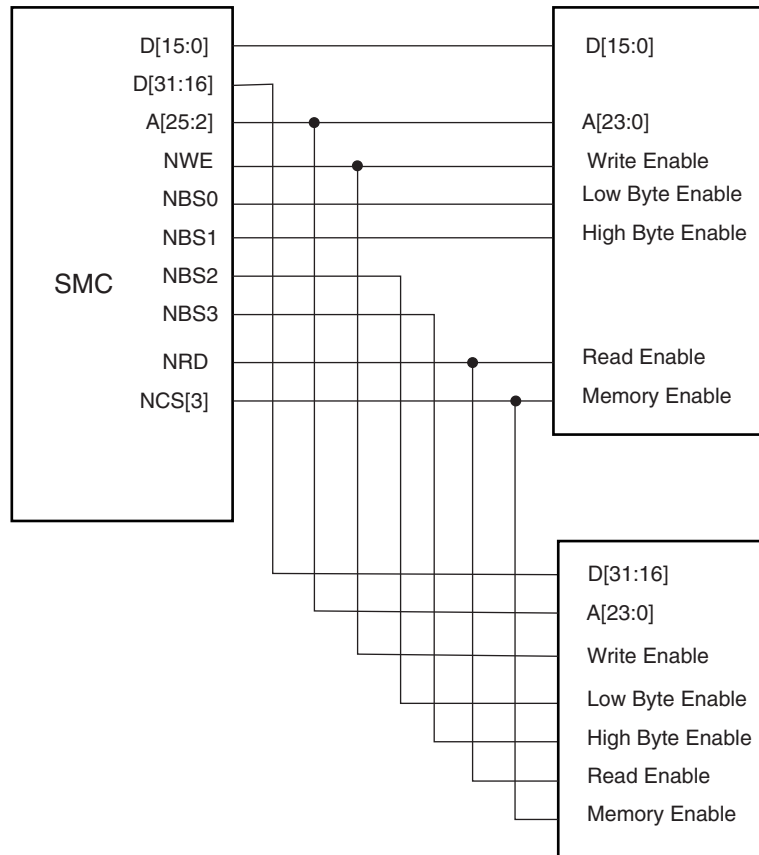 D[15:0]
D[31:16]
A[25:2]
NWE
NBS0
NBS1
NBS2
NBS3
NRD
NCS[3]
SMC
D[15:0]
A[23:0]
Write Enable
Low Byte Enable
High Byte Enable
Read Enable
Memory Enable
D[31:16]
A[23:0]
Write Enable
Low Byte Enable
High Byte Enable
Read Enable
Memory Enable